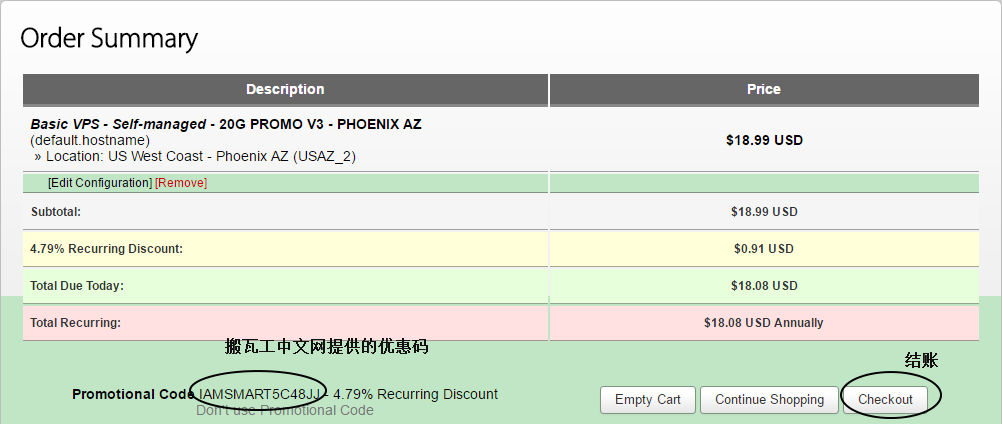 Order Summary
Description Price
Basic VPS - Self-managed - 20G PROMO V3 - PHOENIX AZ
(default.hostname)
» Location: US West Coast - Phoenix AZ (USAZ_2)
$18.99 USD
[Edit Configuration] [Remove]
Subtotal: $18.99 USD
4.79% Recurring Discount: $0.91 USD
Total Due Today: $18.08 USD
Total Recurring: $18.08 USD Annually
搬瓦工中文网提供的优惠码
结账
Promotional Code IAMSMART5C48JJ - 4.79% Recurring Discount
Don't use Promotional Code
Empty Cart Continue Shopping Checkout